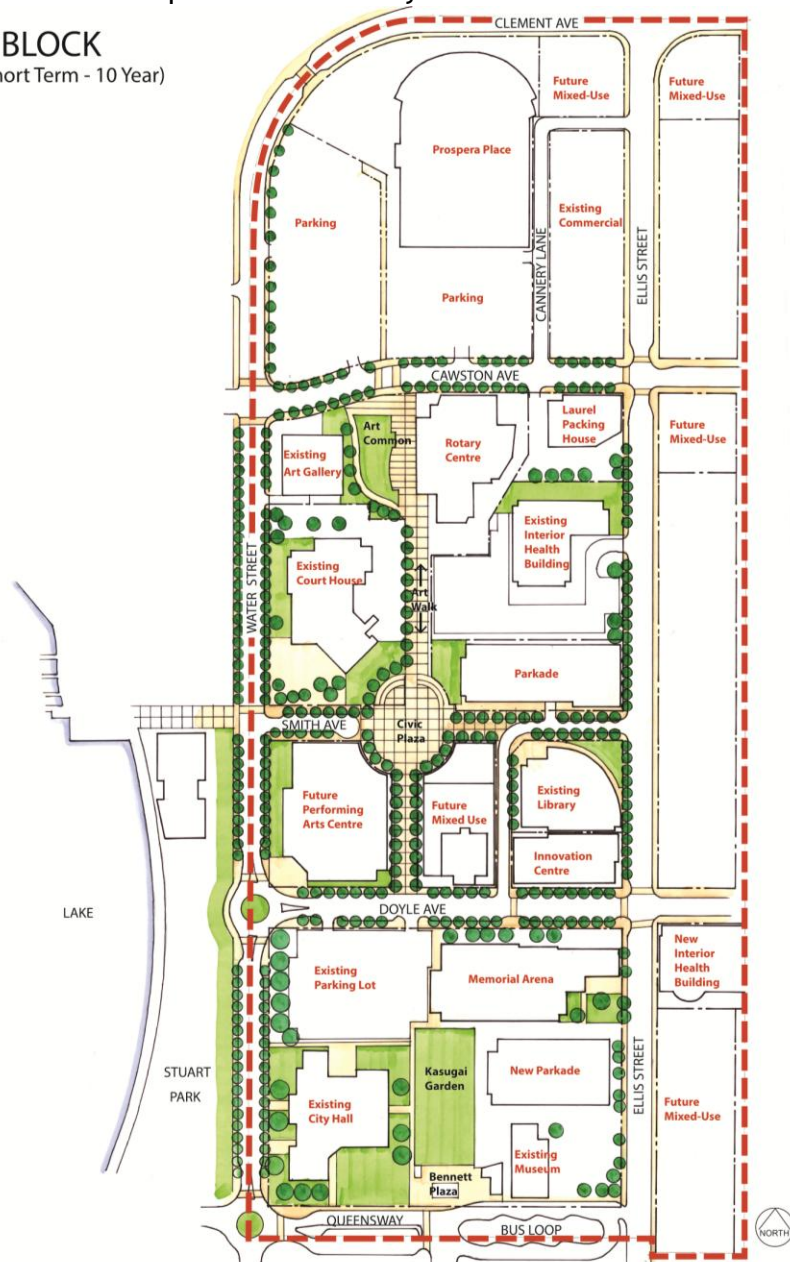 BLOCK
hort Term - 10 Year)
CLEMENT AVE
Future
Mixed-Use
Future
Mixed-Use
Prospera Place
Parking
Existing
Commercial
CANNERY LANE
ELLIS STREET
Parking
CAWSTON AVE
Art
Common
Existing
Art Gallery
Rotary
Centre
Laurel
Packing
House
Future
Mixed-Use
WATER STREET
Existing
Court House
Existing
Interior
Health
Building
Art
Walk
Parkade
SMITH AVE
Civic
Plaza
Future
Performing
Arts Centre
Future
Mixed Use
Existing
Library
Innovation
Centre
LAKE
DOYLE AVE
Existing
Parking Lot
Memorial Arena
New
Interior
Health
Building
STUART
PARK
Existing
City Hall
Kasugai
Garden
New Parkade
ELLIS STREET
Future
Mixed-Use
Existing
Museum
Bennett
Plaza
QUEENSWAY
BUS LOOP
NORTH